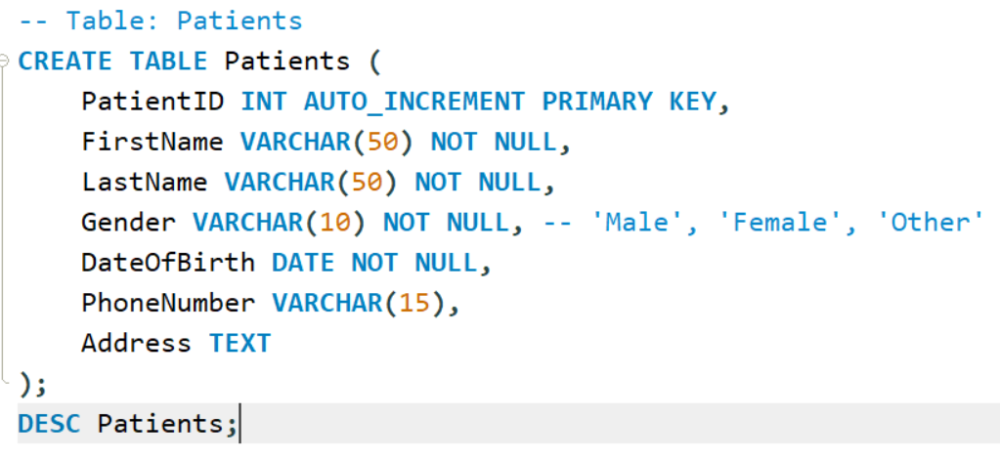 -- Table: Patients
CREATE TABLE Patients (
    PatientID INT AUTO_INCREMENT PRIMARY KEY,
    FirstName VARCHAR(50) NOT NULL,
    LastName VARCHAR(50) NOT NULL,
    Gender VARCHAR(10) NOT NULL, -- 'Male', 'Female', 'Other'
    DateOfBirth DATE NOT NULL,
    PhoneNumber VARCHAR(15),
    Address TEXT
);
DESC Patients;